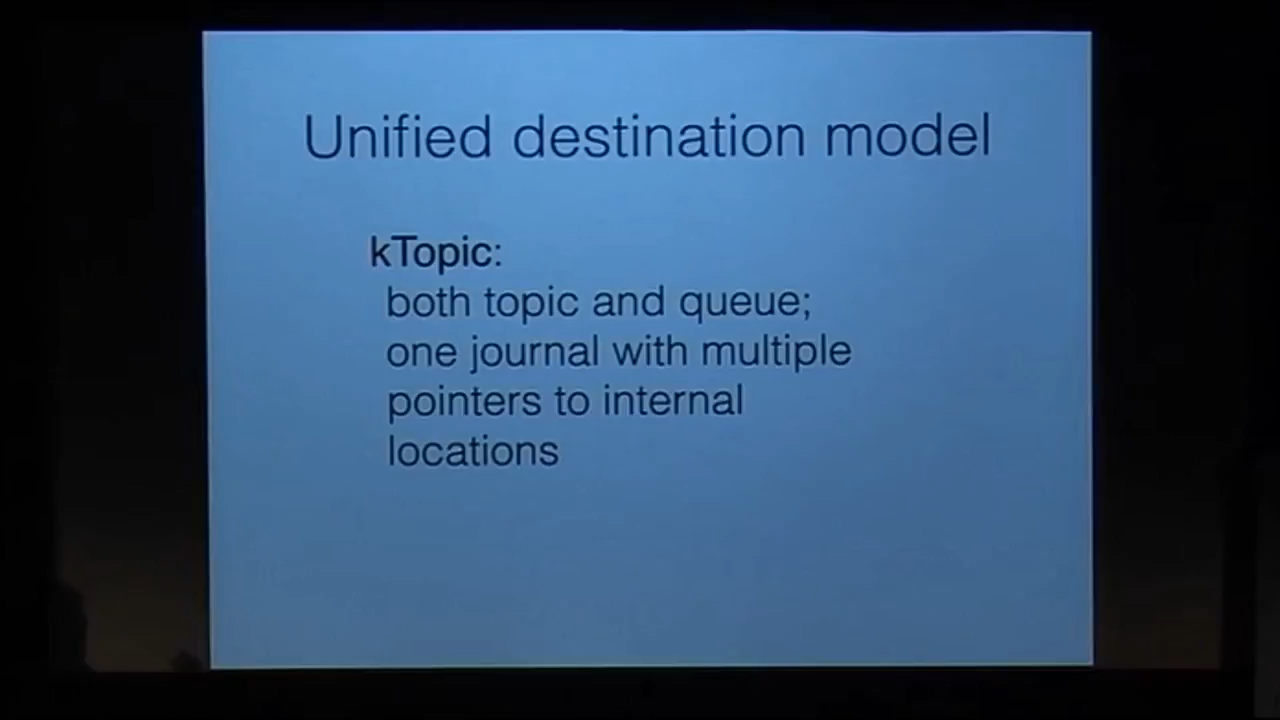 Unified destination model
kTopic:
both topic and queue;
one journal with multiple
pointers to internal
locations